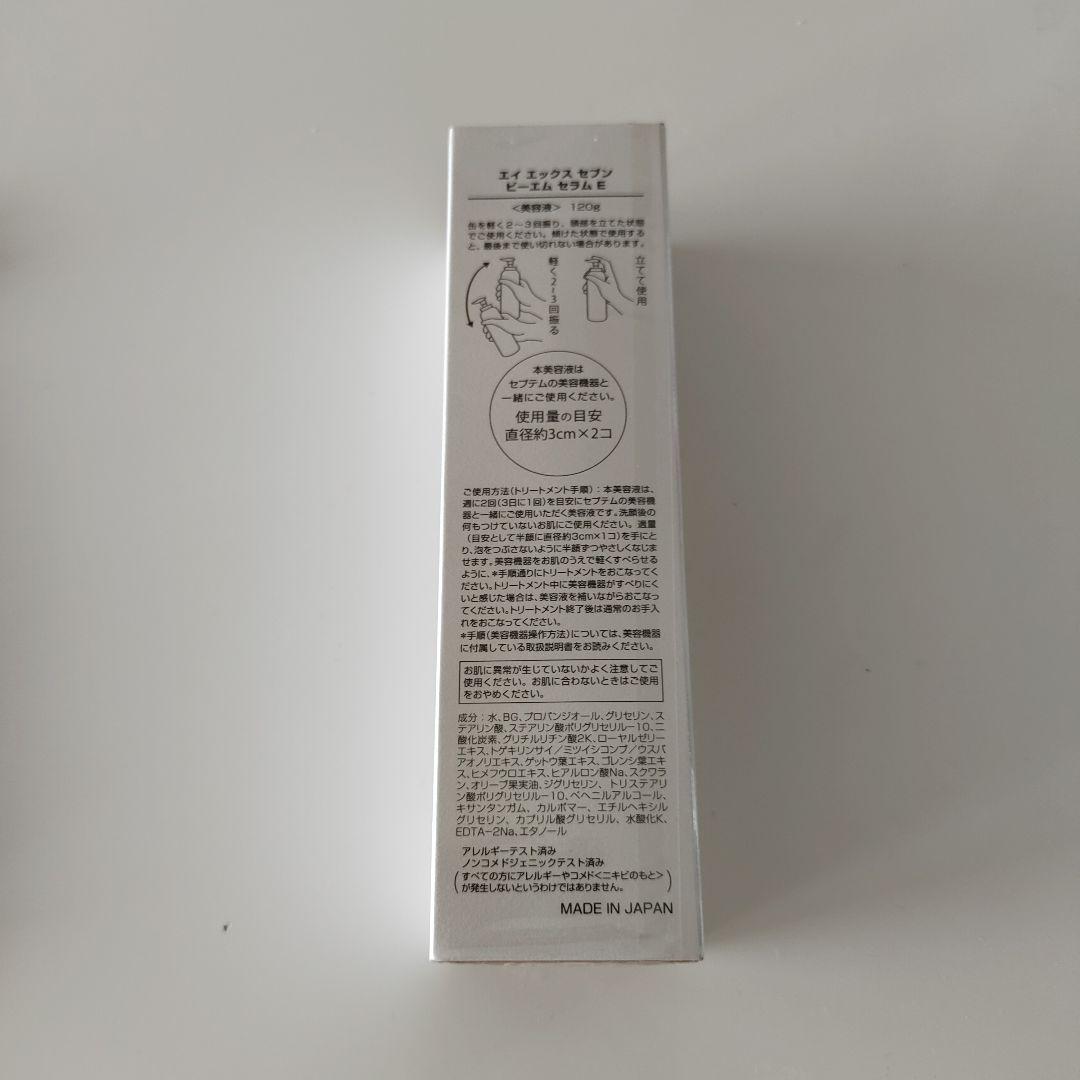 エイ エックス セブン
ビーエム セラム E
＜美容液＞ 120g
缶を軽く2〜3回振り、頭部を立てた状態
でご使用ください。傾けた状態で使用する
と、最後まで使い切れない場合があります。
軽く2〜3回振る
立てて使用
本美容液は
セプテムの美容機器と
一緒にご使用ください。
使用量の目安
直径約3cm×2コ
ご使用方法(トリートメント手順)：本美容液は、
週に2回(3日に1回)を目安にセプテムの美容機
器と一緒にご使用いただく美容液です。洗顔後の
何もつけていないお肌にご使用ください。適量
(目安として半顔に直径約3cm×1コ)を手にと
り、泡をつぶさないように半顔ずつやさしくなじま
せます。美容機器をお肌のうえで軽くすべらせる
ように、*手順通りにトリートメントをおこなってく
ださい。トリートメント中に美容機器がすべりにく
いと感じた場合は、美容液を補いながらおこなっ
てください。トリートメント終了後は通常のお手入
れをおこなってください。
*手順(美容機器操作方法)については、美容機器
に付属している取扱説明書をお読みください。
お肌に異常が生じていないかよく注意してご
使用ください。お肌に合わないときはご使用
をおやめください。
成分：水、BG、プロパンジオール、グリセリン、ス
テアリン酸、ステアリン酸ポリグリセリル－10、二
酸化炭素、グリチルリチン酸2K、ローヤルゼリー
エキス、トゲキリンサイ／ミツイシコンブ／ウスバ
アオノリエキス、ゲットウ葉エキス、ゴレンシ葉エキ
ス、ヒメフウロエキス、ヒアルロン酸Na、スクワラ
ン、オリーブ果実油、ジグリセリン、トリステアリ
ン酸ポリグリセリル－10、ベヘニルアルコール、
キサンタンガム、カルボマー、エチルヘキシル
グリセリン、カプリル酸グリセリル、水酸化K、
EDTA－2Na、エタノール
アレルギーテスト済み
ノンコメドジェニックテスト済み
(すべての方にアレルギーやコメド＜ニキビのもと＞
が発生しないというわけではありません。)
MADE IN JAPAN